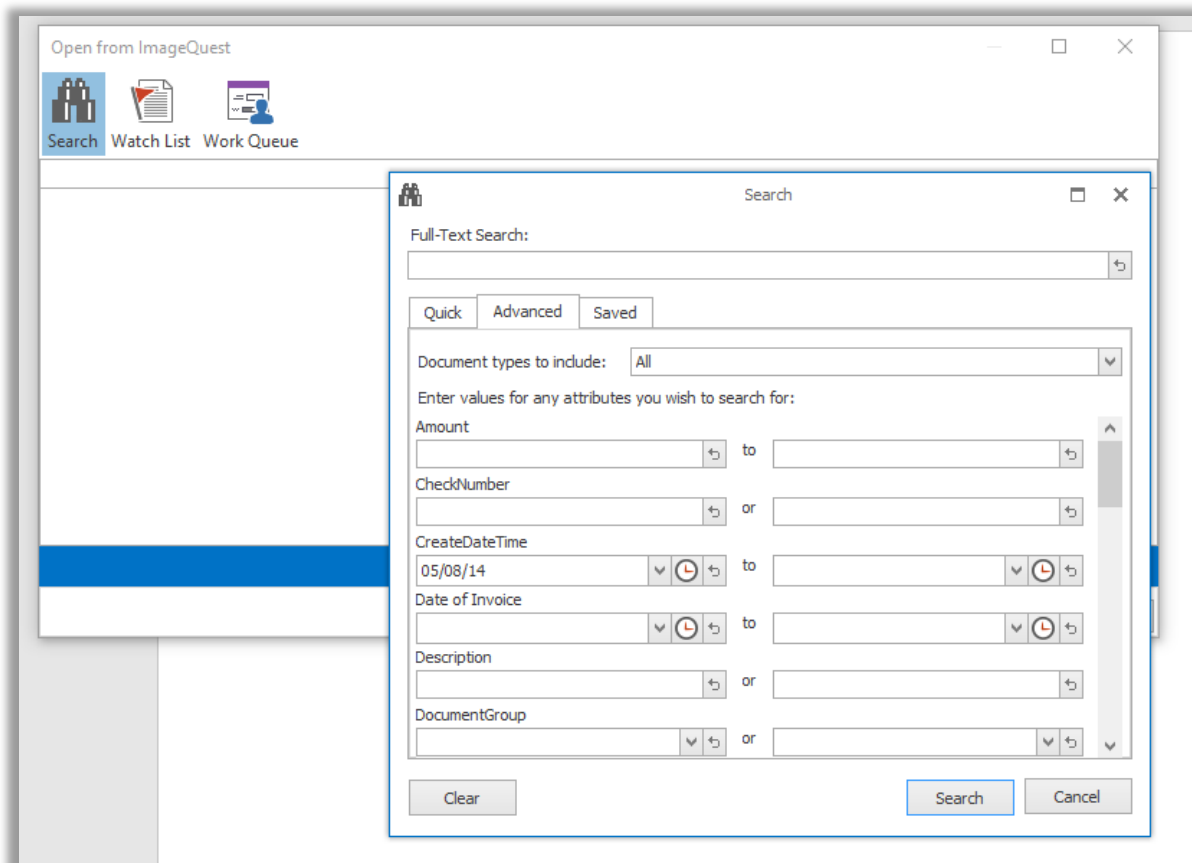 Open from ImageQuest
Search Watch List Work Queue
Search
Full-Text Search:
Quick Advanced Saved
Document types to include: All
Enter values for any attributes you wish to search for:
Amount
to
CheckNumber
or
CreateDateTime
05/08/14 to
Date of Invoice
to
Description
or
DocumentGroup
or
Clear Search Cancel